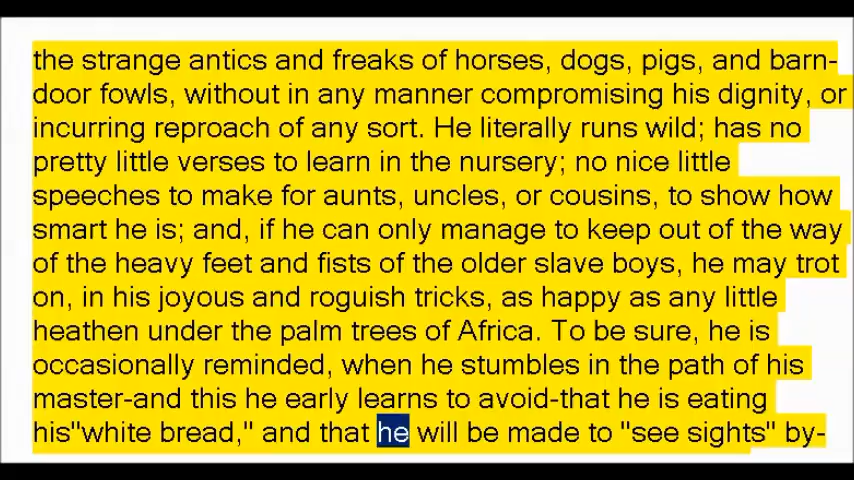 the strange antics and freaks of horses, dogs, pigs, and barn-
door fowls, without in any manner compromising his dignity, or
incurring reproach of any sort. He literally runs wild; has no
pretty little verses to learn in the nursery; no nice little
speeches to make for aunts, uncles, or cousins, to show how
smart he is; and, if he can only manage to keep out of the way
of the heavy feet and fists of the older slave boys, he may trot
on, in his joyous and roguish tricks, as happy as any little
heathen under the palm trees of Africa. To be sure, he is
occasionally reminded, when he stumbles in the path of his
master-and this he early learns to avoid-that he is eating
his"white bread," and that he will be made to "see sights" by-